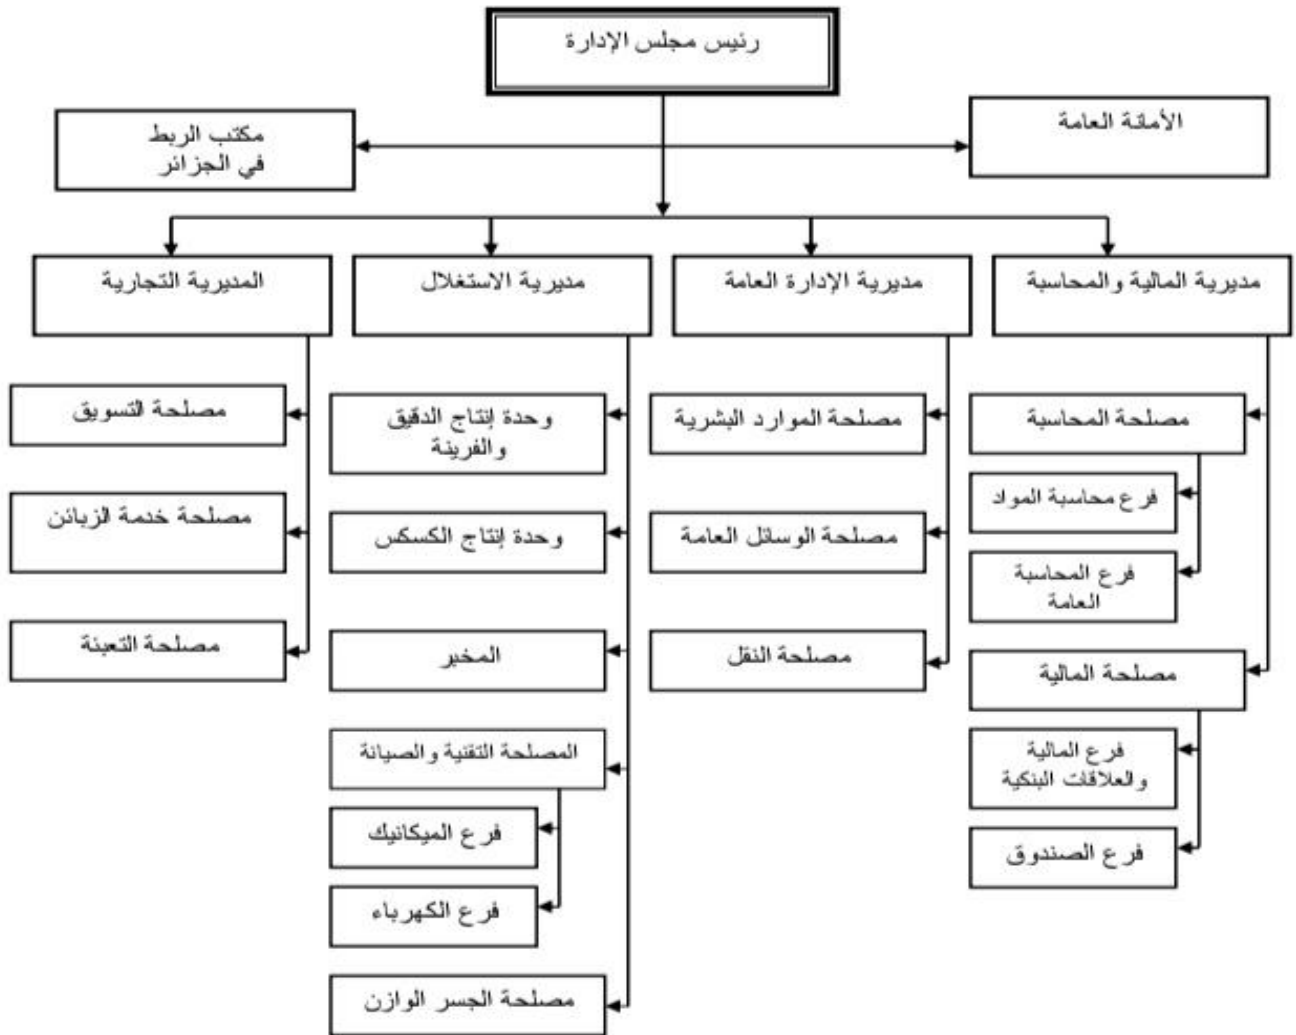 رئيس مجلس الإدارة
الأمانة العامة
مكتب الربط
في الجزائر
مديرية المالية والمحاسبة
مديرية الإدارة العامة
مديرية الاستغلال
المديرية التجارية
مصلحة المحاسبة
فرع محاسبة المواد
فرع المحاسبة
العامة
مصلحة المالية
فرع المالية
والعلاقات البنكية
فرع الصندوق
مصلحة الموارد البشرية
مصلحة الوسائل العامة
مصلحة النقل
وحدة إنتاج الدقيق
والفرينة
وحدة إنتاج الكسكس
المخبر
المصلحة التقنية والصيانة
فرع الميكانيك
فرع الكهرباء
مصلحة الجسر الوازن
مصلحة التسويق
مصلحة خدمة الزبائن
مصلحة التعبئة